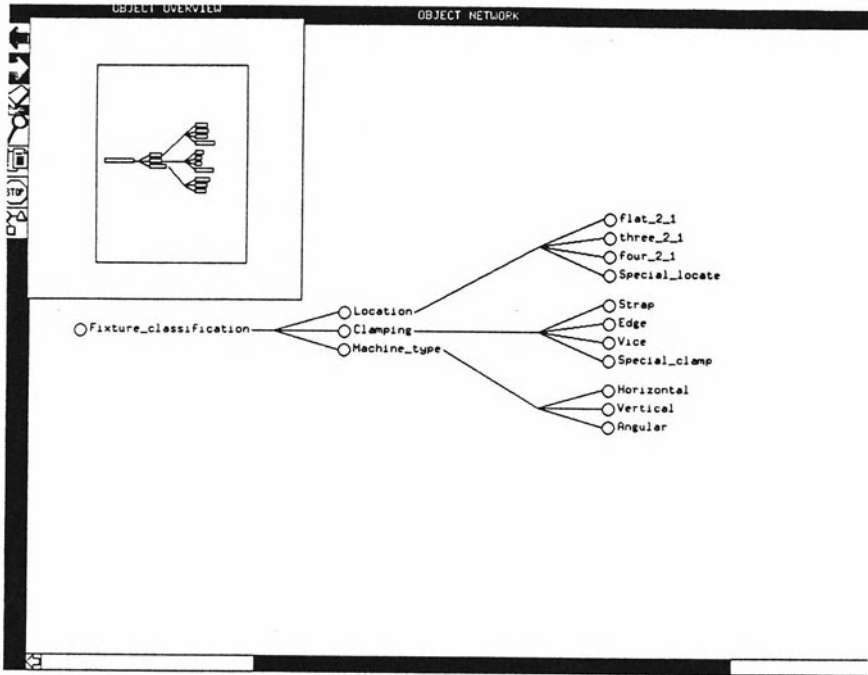 OBJECT OVERVIEW
OBJECT NETWORK
STOP
flat_2_1
three_2_1
four_2_1
Special_locate
Location
Strap
Fixture_classification
Clamping
Edge
Machine_type
Vice
Special_clamp
Horizontal
Vertical
Angular